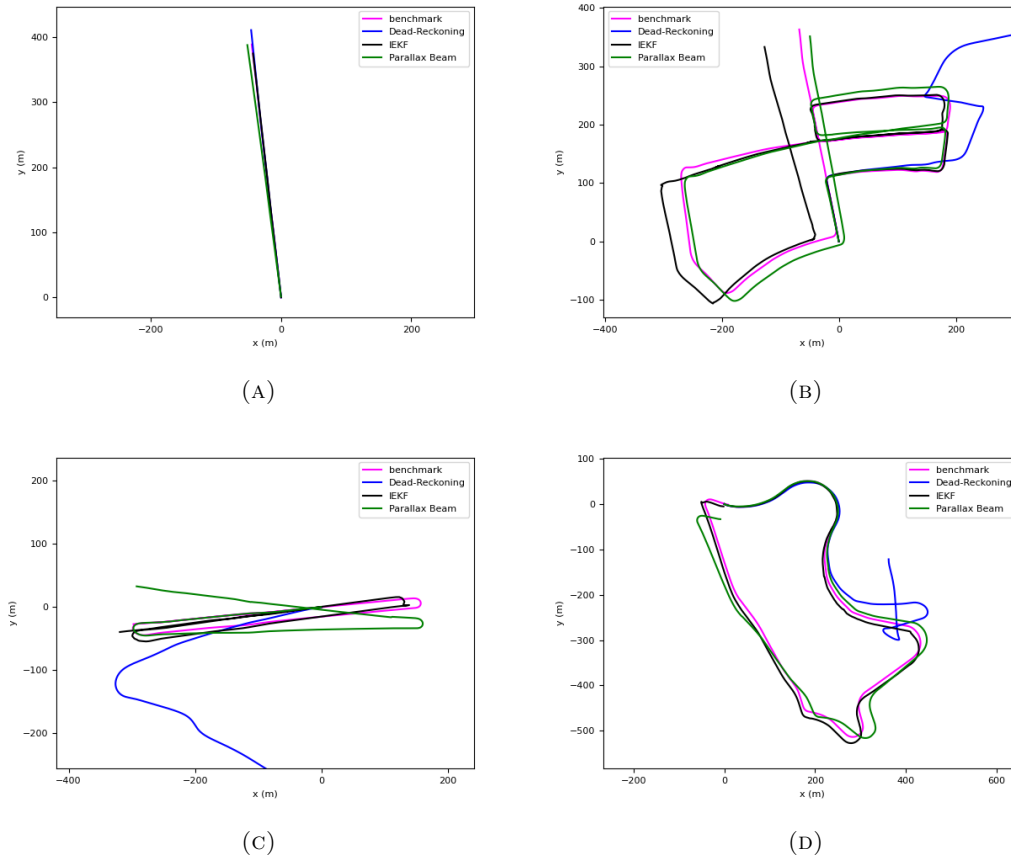 benchmark
Dead-Reckoning
IEKF
Parallax Beam
400
300
200
100
0
y (m)
−200
0
200
x (m)
(A)
benchmark
Dead-Reckoning
IEKF
Parallax Beam
400
300
200
100
0
−100
y (m)
−400
−200
0
200
x (m)
(B)
benchmark
Dead-Reckoning
IEKF
Parallax Beam
200
100
0
−100
−200
y (m)
−400
−200
0
200
x (m)
(C)
benchmark
Dead-Reckoning
IEKF
Parallax Beam
100
0
−100
−200
−300
−400
−500
y (m)
−200
0
200
400
600
x (m)
(D)